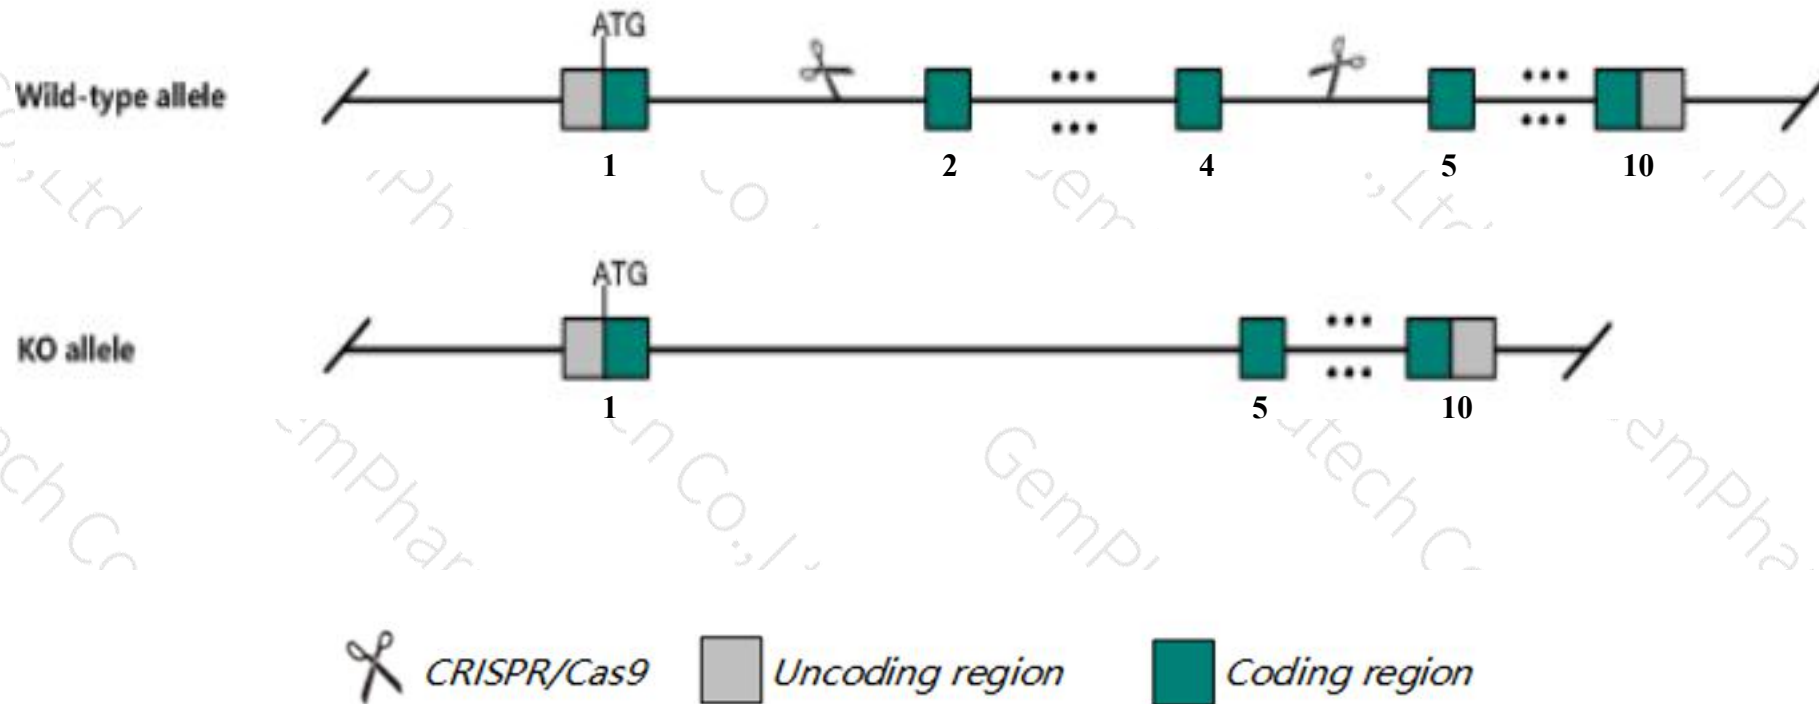 ATG
Wild-type allele
1 2 4 5 10
ATG
KO allele
1 5 10
CRISPR/Cas9 Uncoding region Coding region
GemPh